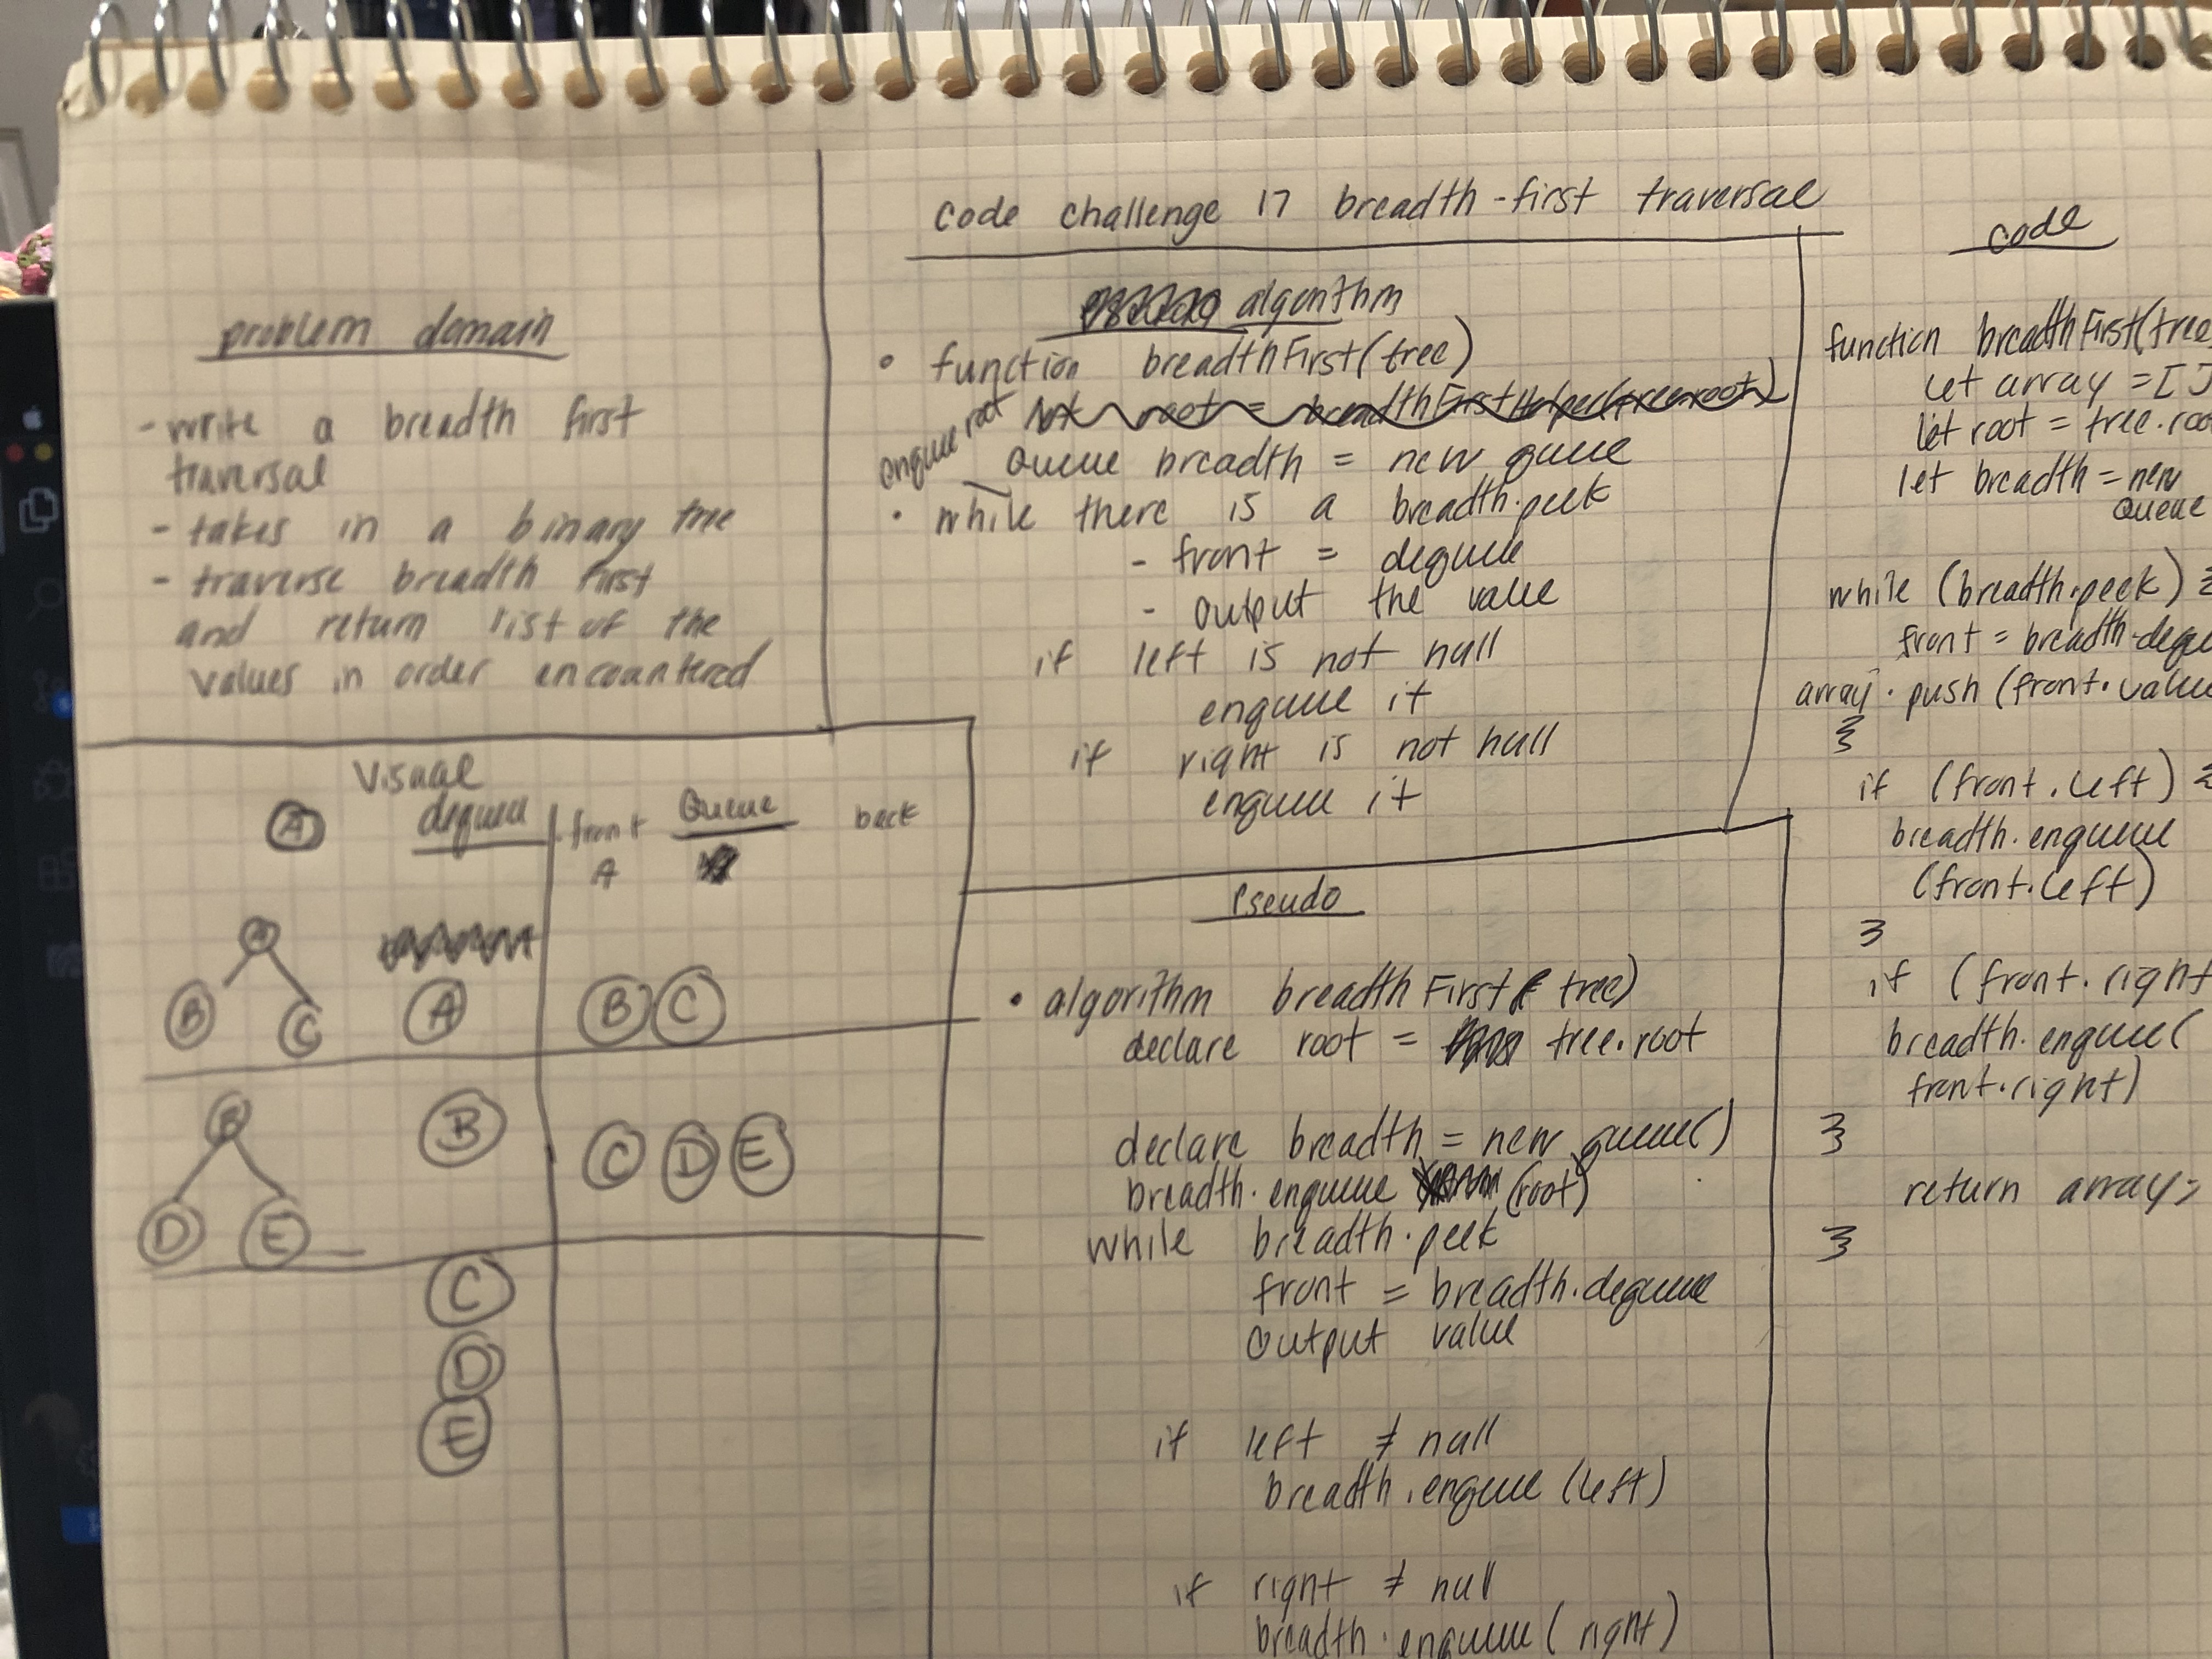 code challenge 17 breadth-first traversal
problem domain
- write a breadth first
traversal
- takes in a binary tree
- traverse breadth first
and return list of the
values in order encountered
Visual
dequeue
front Queue back
A
A
A
B C A
B C
B
D E
B
C D E
C
D
E
algorithm
• function breadthFirst(tree)
root = breadthFirstHelper(tree.root)
enqueue root
Queue breadth = new queue
• while there is a breadth.peek
- front = dequeue
- output the value
if left is not null
enqueue it
if right is not null
enqueue it
Pseudo
• algorithm breadthFirst( tree)
declare root = tree.root
declare breadth = new queue()
breadth.enqueue (root)
while breadth.peek
front = breadth.dequeue
output value
if left ≠ null
breadth.enqueue (left)
if right ≠ null
breadth.enqueue ( right)
code
function breadthFirst(tree
let array = []
let root = tree.roo
let breadth = new
Queue
while (breadth.peek) {
front = breadth.dequ
array.push (front.value
}
if (front.left) {
breadth.enqueue
(front.left)
}
if (front.right
breadth.enqueue(
front.right)
}
return array;
}